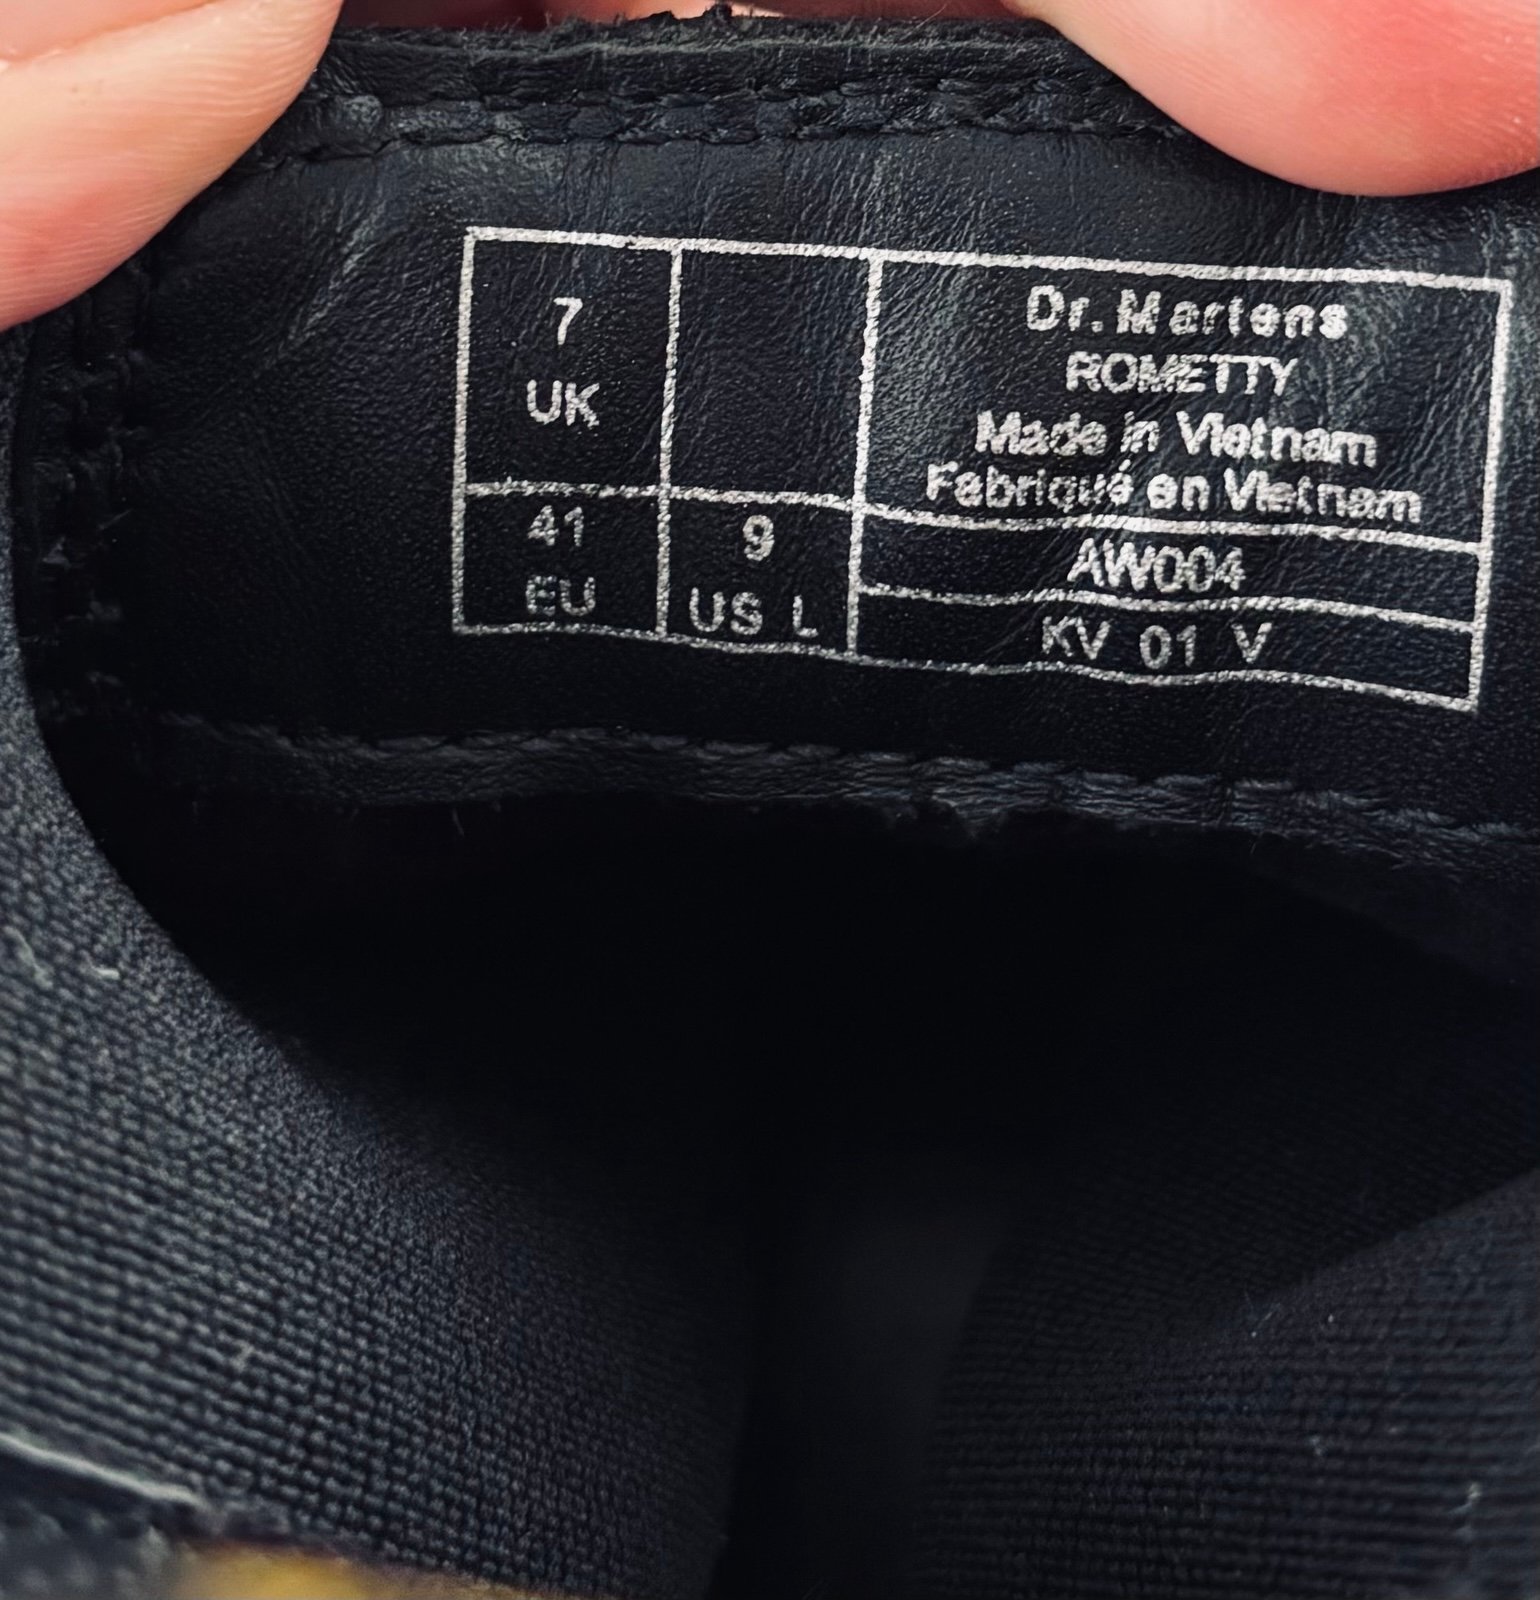 7
UK
41
EU
9
US L
Dr. Martens
ROMETTY
Made in Vietnam
Fabriqué en Vietnam
AW004
KV 01 V